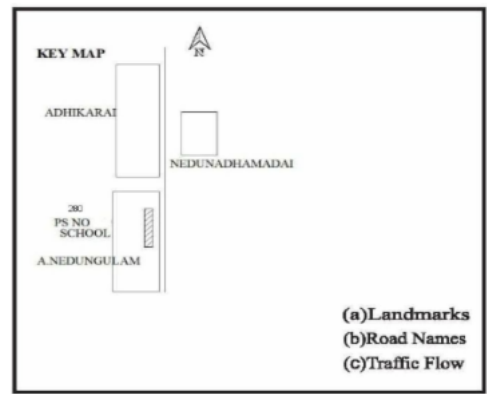 N
KEY MAP
ADHIKARAI
NEDUNADHAMADAI
280
PS NO
SCHOOL
A.NEDUNGULAM
(a)Landmarks
(b)Road Names
(c)Traffic Flow